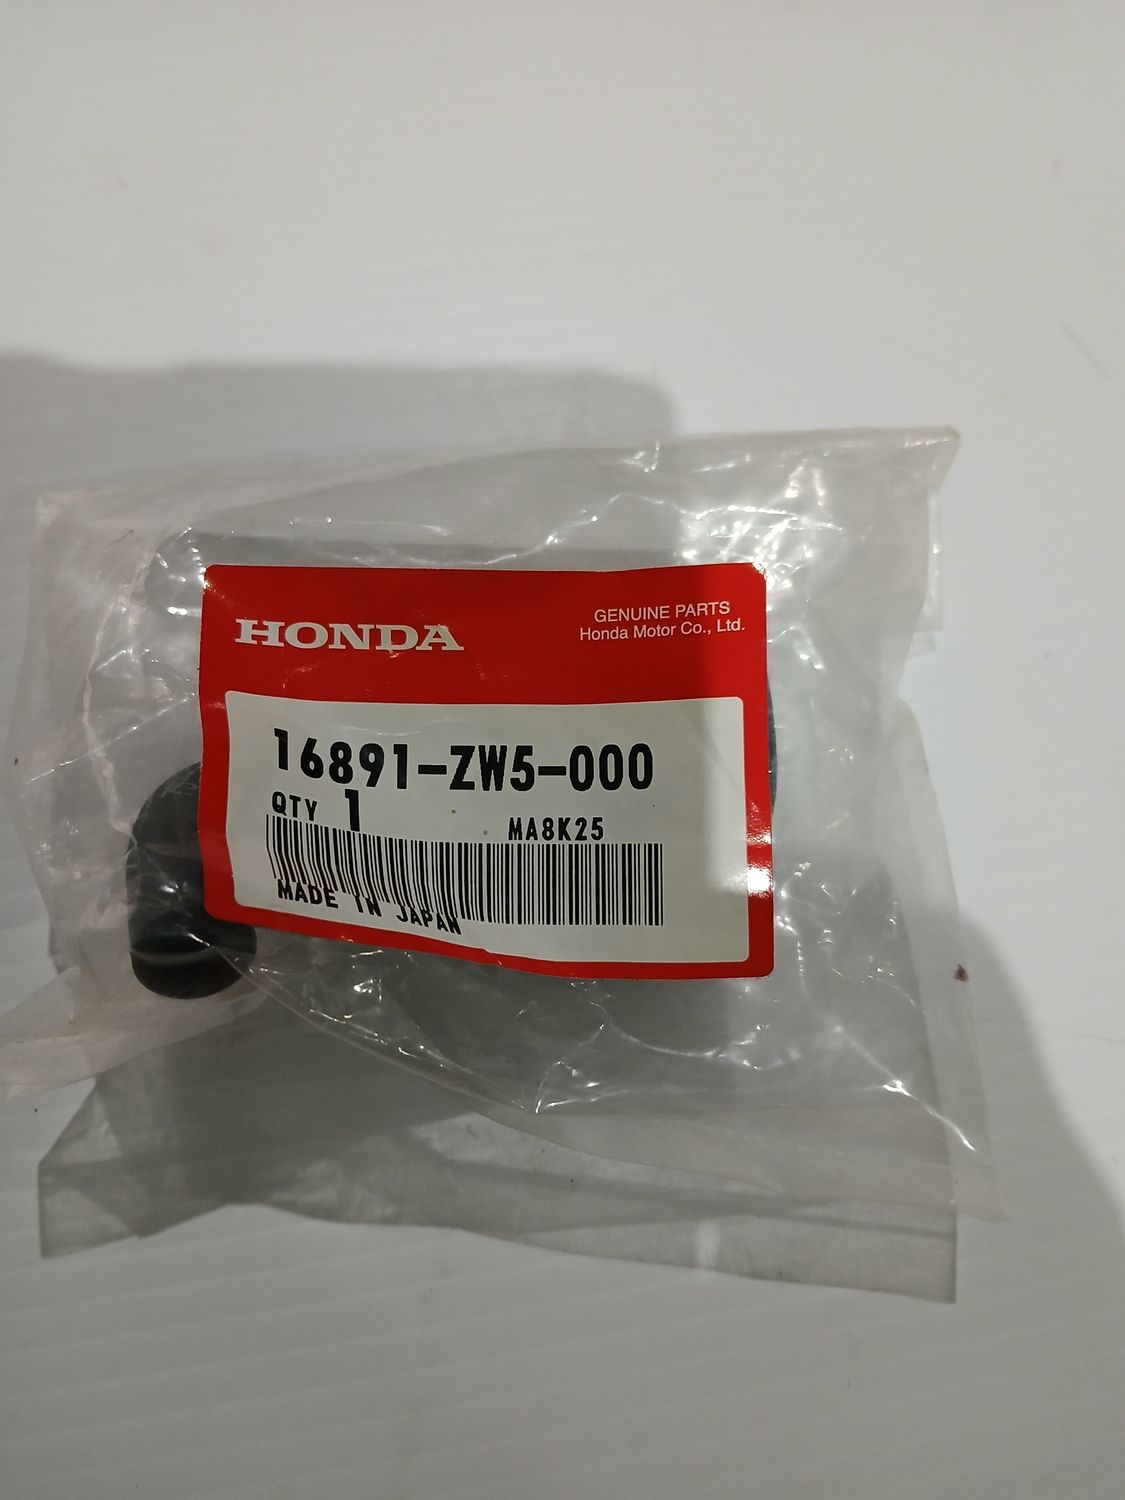 HONDA
GENUINE PARTS
Honda Motor Co., Ltd.
16891-ZW5-000
QTY 1
MA8K25
MADE IN JAPAN